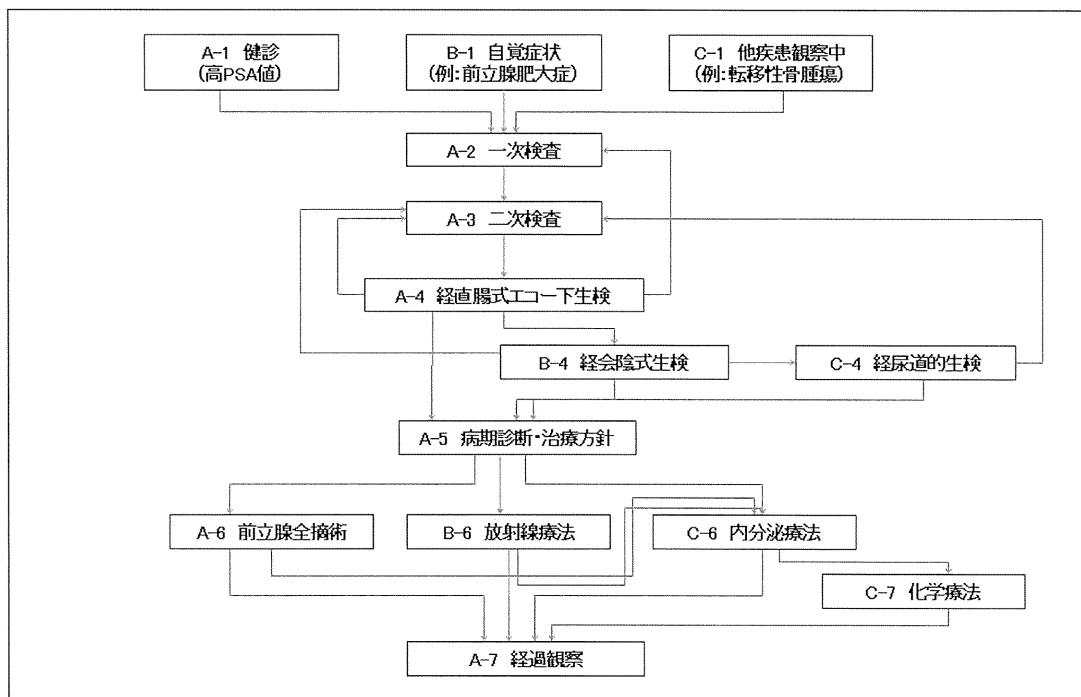 A-1 健診
(高PSA値)
B-1 自覚症状
(例:前立腺肥大症)
C-1 他疾患観察中
(例:転移性骨腫瘍)
A-2 一次検査
A-3 二次検査
A-4 経直腸式エコー下生検
B-4 経会陰式生検
C-4 経尿道的生検
A-5 病期診断・治療方針
A-6 前立腺全摘術
B-6 放射線療法
C-6 内分泌療法
C-7 化学療法
A-7 経過観察